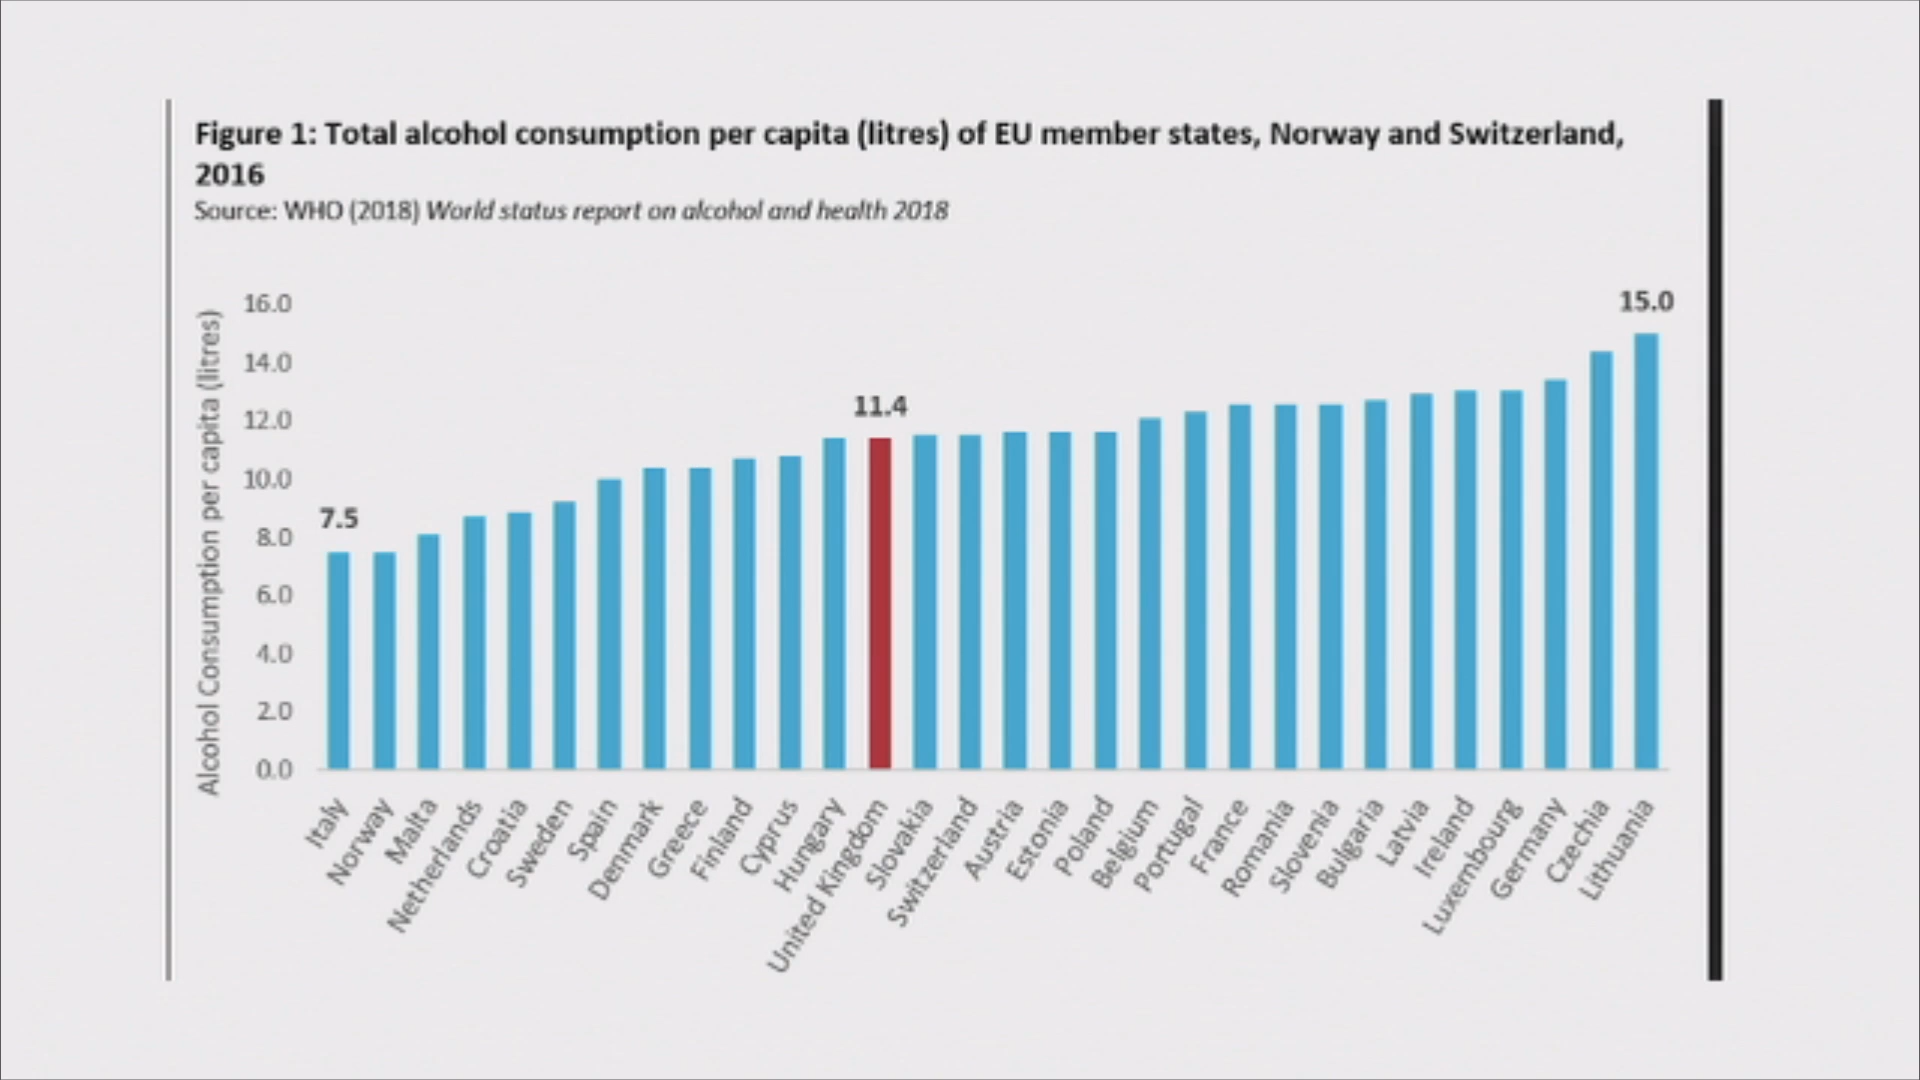 Figure 1: Total alcohol consumption per capita (litres) of EU member states, Norway and Switzerland,
2016
Source: WHO (2018) World status report on alcohol and health 2018
Alcohol Consumption per capita (litres)
16.0
14.0
12.0
10.0
8.0
6.0
4.0
2.0
0.0
7.5
11.4
15.0
Italy
Norway
Malta
Netherlands
Croatia
Sweden
Spain
Denmark
Greece
Finland
Cyprus
Hungary
United Kingdom
Slovakia
Switzerland
Austria
Estonia
Poland
Belgium
Portugal
France
Romania
Slovenia
Bulgaria
Latvia
Ireland
Luxembourg
Germany
Czechia
Lithuania